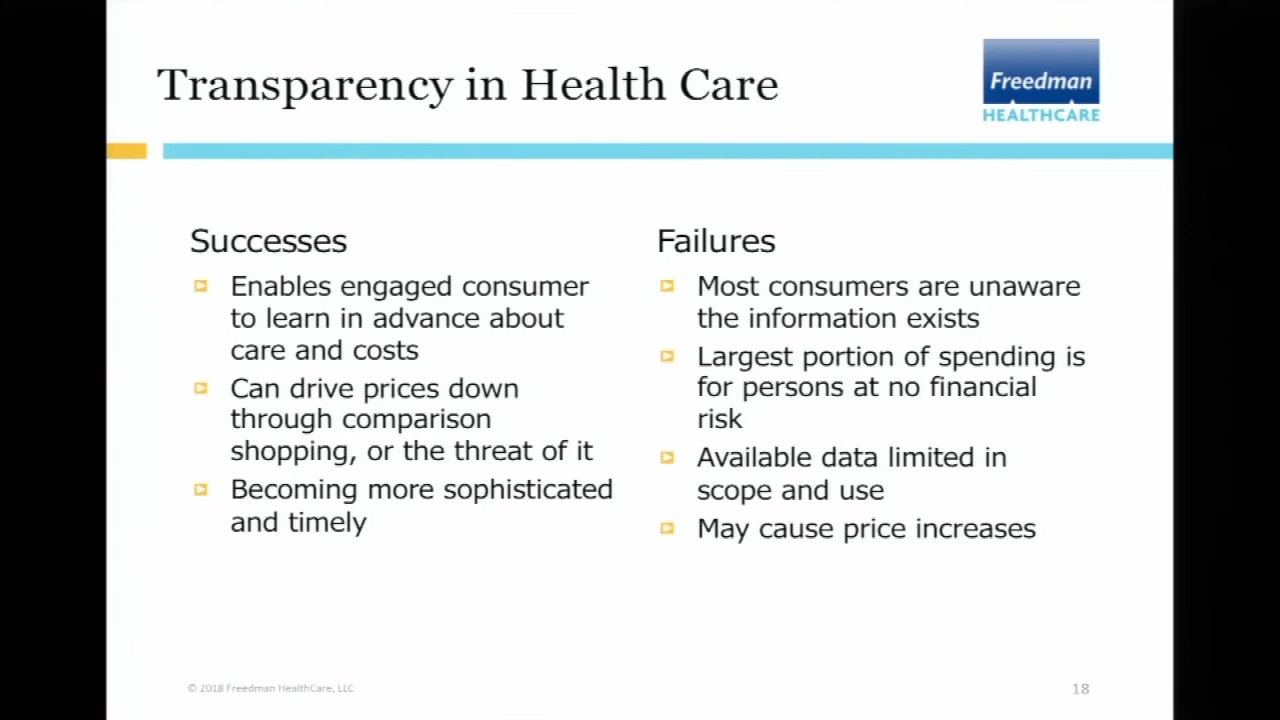 Transparency in Health Care
Freedman
HEALTHCARE
Successes
Enables engaged consumer
to learn in advance about
care and costs
Can drive prices down
through comparison
shopping, or the threat of it
Becoming more sophisticated
and timely
Failures
Most consumers are unaware
the information exists
Largest portion of spending is
for persons at no financial
risk
Available data limited in
scope and use
May cause price increases
© 2018 Freedman HealthCare, LLC
18